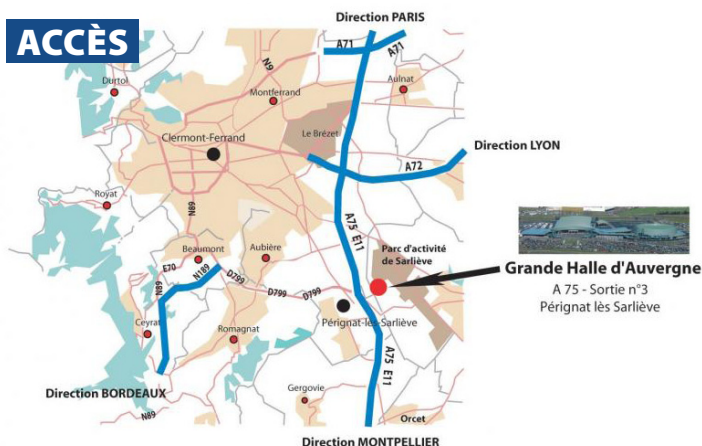 ACCÈS
Direction PARIS
A71
A71
N9
Durtol
Aulnat
Montferrand
Le Brézet
Clermont-Ferrand
Direction LYON
A72
Royat
N89
A75 E11
Parc d'activité
de Sarliève
Beaumont
Aubière
E70
N189
D799
D799
D799
N89
Grande Halle d'Auvergne
A 75 - Sortie n°3
Pérignat lès Sarliève
Ceyrat
Romagnat
Pérignat-lès-Sarliève
A75 E11
Direction BORDEAUX
Gergovie
N89
Orcet
Direction MONTPELLIER